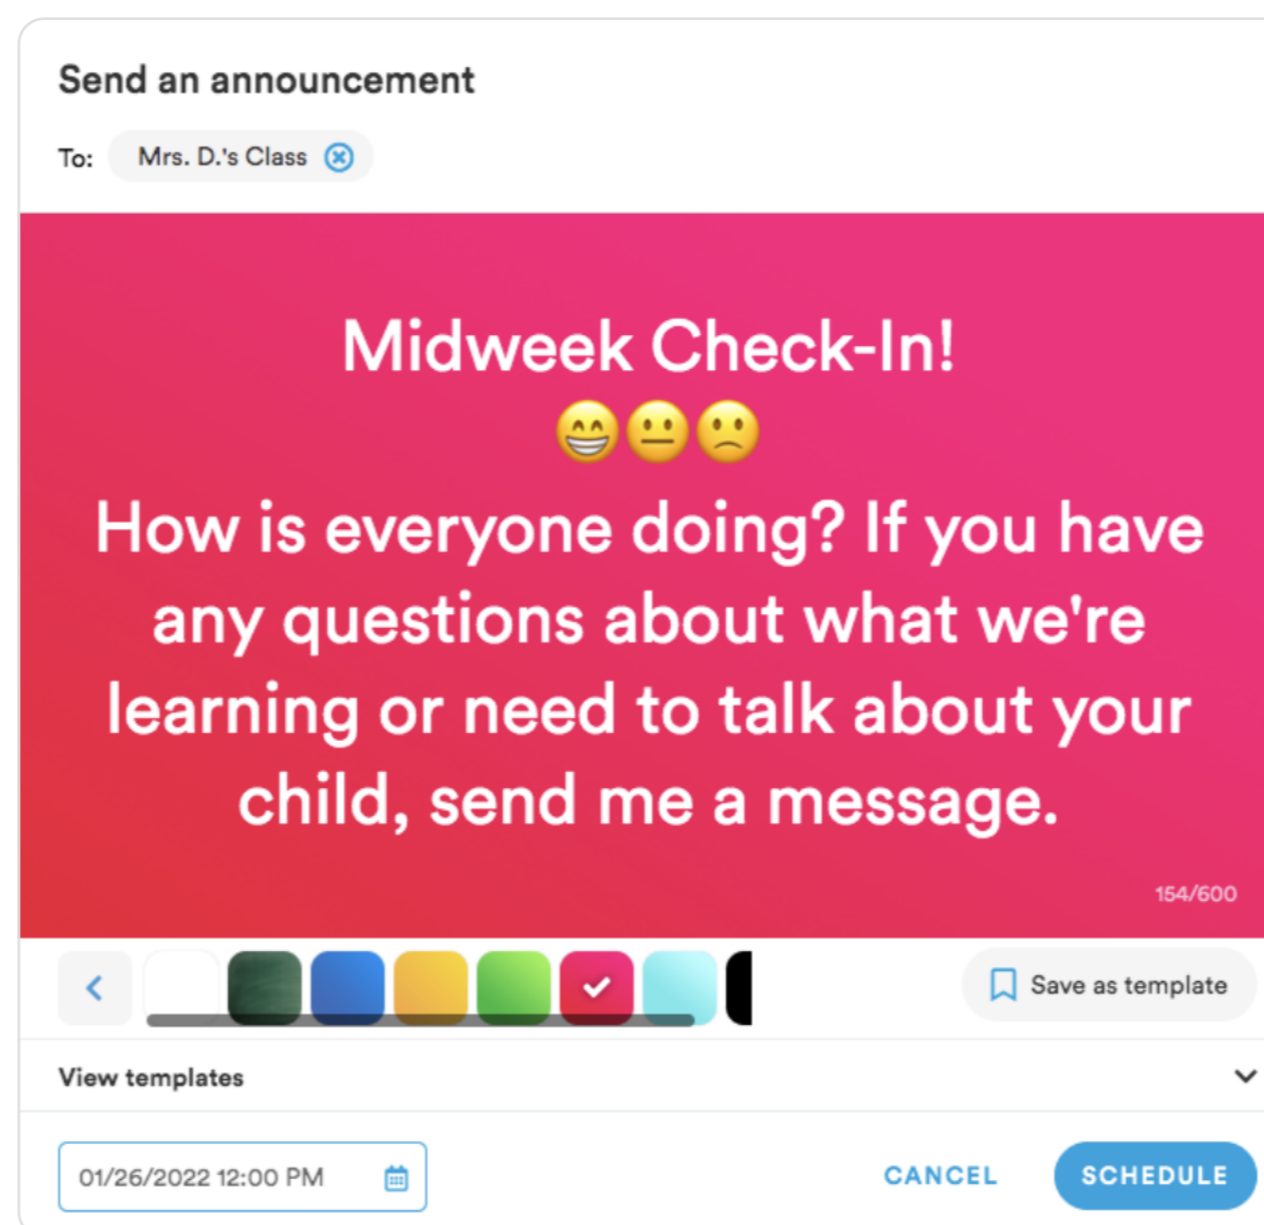 Send an announcement
To: Mrs. D.'s Class
Midweek Check-In!
😁😐🙁
How is everyone doing? If you have
any questions about what we're
learning or need to talk about your
child, send me a message.
154/600
Save as template
View templates
01/26/2022 12:00 PM
CANCEL
SCHEDULE